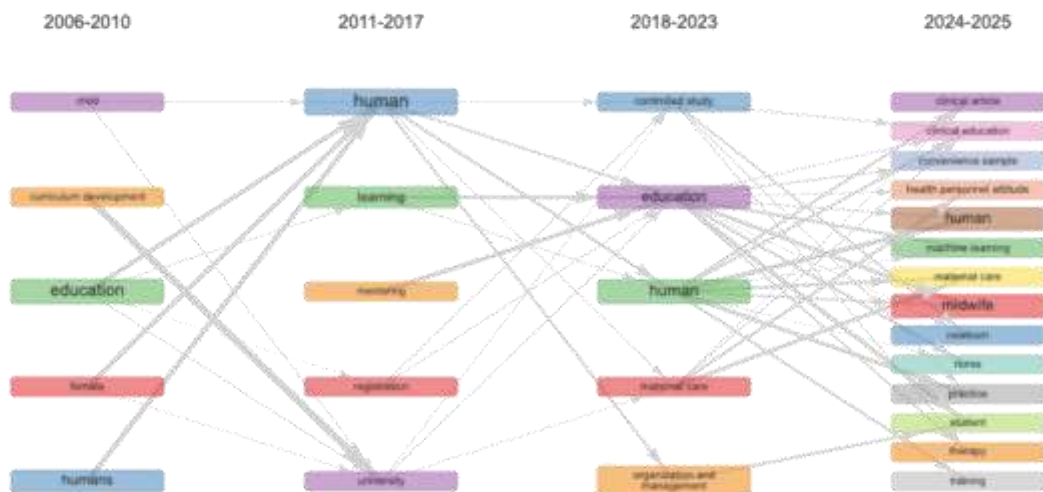 2006-2010 2011-2017 2018-2023 2024-2025
human controlled study clinical article
clinical education
convenience sample
curriculum development learning education health personnel attitude
human
machine learning
education mentoring human maternal care
midwife
newborn
nurse
female registration maternal care practice
student
therapy
humans university organization and
management training